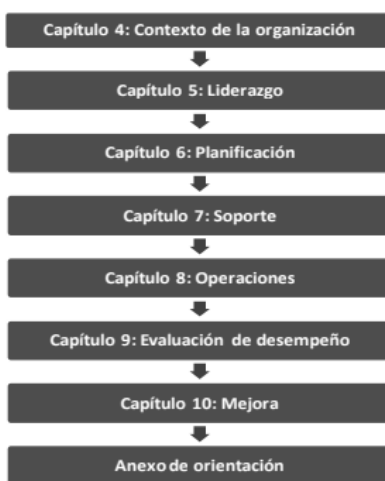 Capítulo 4: Contexto de la organización
Capítulo 5: Liderazgo
Capítulo 6: Planificación
Capítulo 7: Soporte
Capítulo 8: Operaciones
Capítulo 9: Evaluación de desempeño
Capítulo 10: Mejora
Anexo de orientación